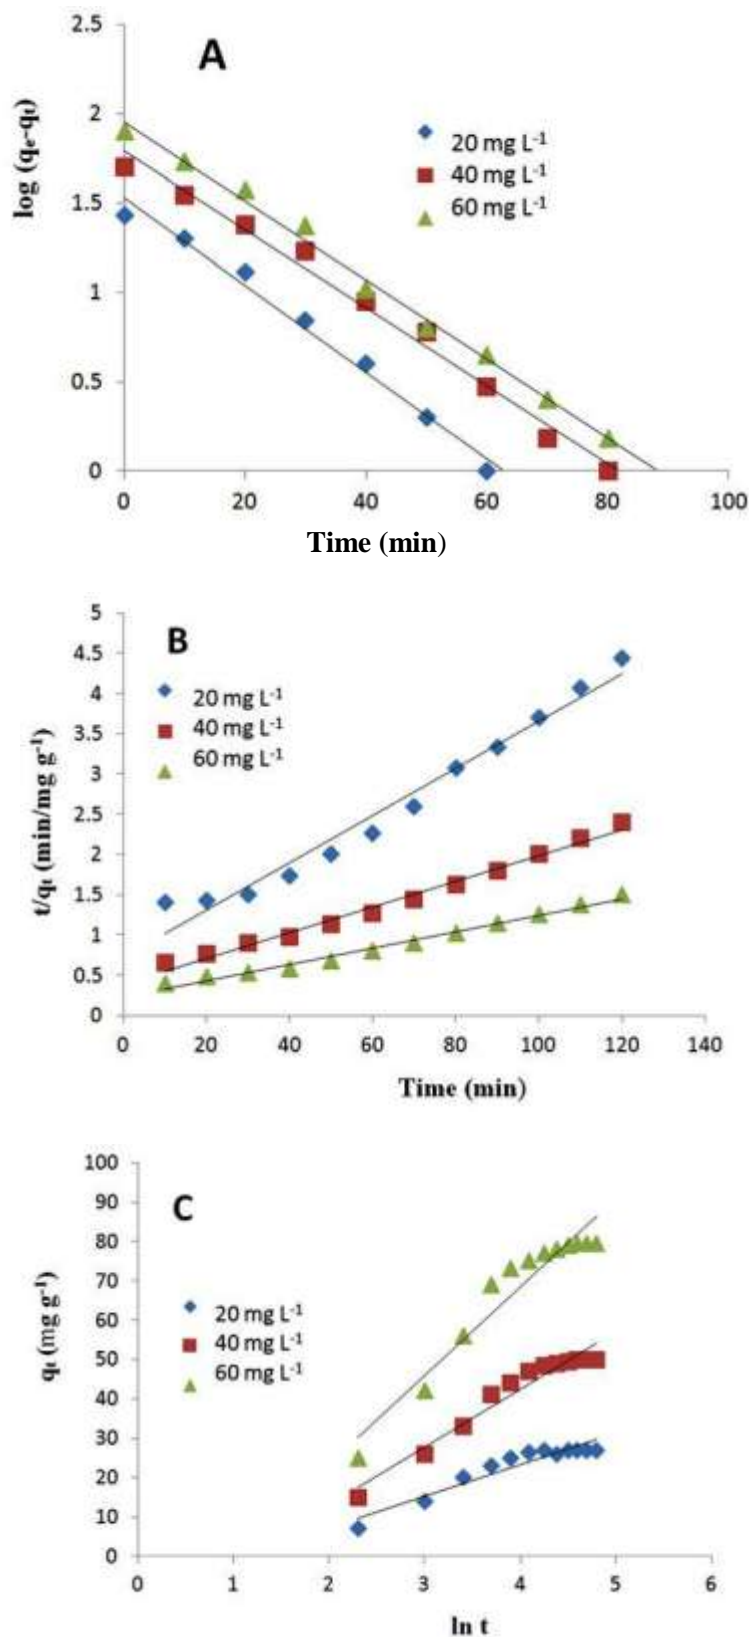 A
2.5
2
1.5
1
0.5
0
log (qe-qt)
20 mg L-1
40 mg L-1
60 mg L-1
0 20 40 60 80 100
Time (min)
B
5
4.5
4
3.5
3
2.5
2
1.5
1
0.5
0
t/qt (min/mg g-1)
20 mg L-1
40 mg L-1
60 mg L-1
0 20 40 60 80 100 120 140
Time (min)
C
100
90
80
70
60
50
40
30
20
10
0
qt (mg g-1)
20 mg L-1
40 mg L-1
60 mg L-1
0 1 2 3 4 5 6
ln t